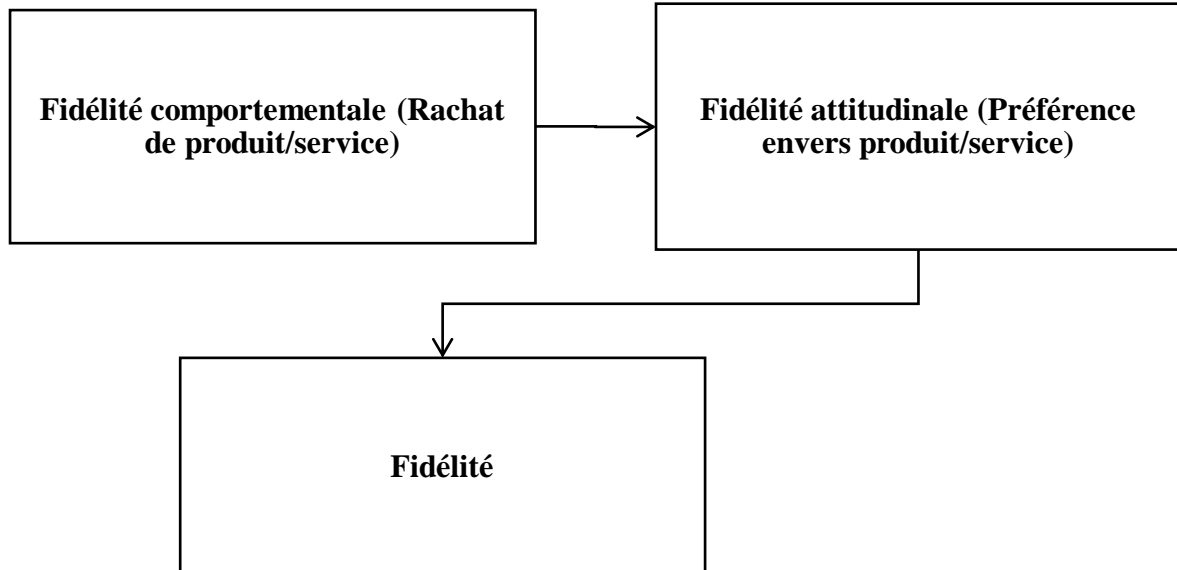 Fidélité comportementale (Rachat
de produit/service)
Fidélité attitudinale (Préférence
envers produit/service)
Fidélité